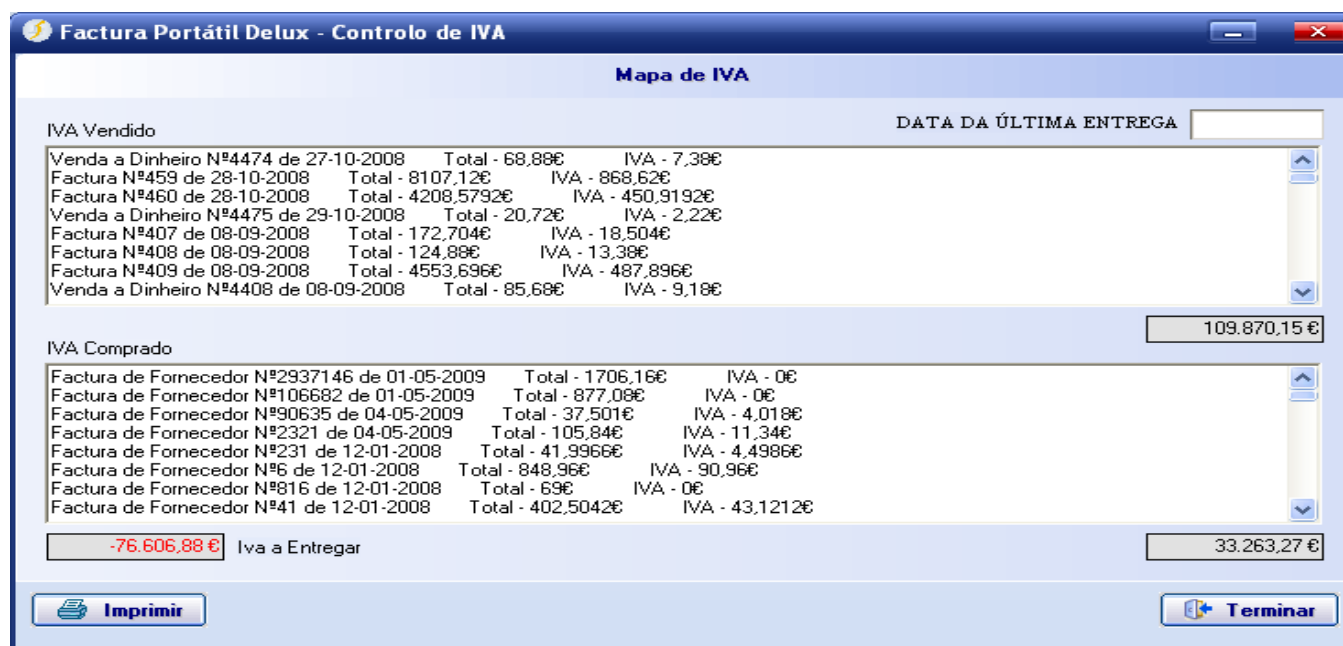 Factura Portátil Delux - Controlo de IVA
Mapa de IVA
DATA DA ÚLTIMA ENTREGA
IVA Vendido
Venda a Dinheiro Nº4474 de 27-10-2008 Total - 68,88€ IVA - 7,38€
Factura Nº459 de 28-10-2008 Total - 8107,12€ IVA - 868,62€
Factura Nº460 de 28-10-2008 Total - 4208,5792€ IVA - 450,9192€
Venda a Dinheiro Nº4475 de 29-10-2008 Total - 20,72€ IVA - 2,22€
Factura Nº407 de 08-09-2008 Total - 172,704€ IVA - 18,504€
Factura Nº408 de 08-09-2008 Total - 124,88€ IVA - 13,38€
Factura Nº409 de 08-09-2008 Total - 4553,696€ IVA - 487,896€
Venda a Dinheiro Nº4408 de 08-09-2008 Total - 85,68€ IVA - 9,18€
109.870,15 €
IVA Comprado
Factura de Fornecedor Nº2937146 de 01-05-2009 Total - 1706,16€ IVA - 0€
Factura de Fornecedor Nº106682 de 01-05-2009 Total - 877,08€ IVA - 0€
Factura de Fornecedor Nº90635 de 04-05-2009 Total - 37,501€ IVA - 4,018€
Factura de Fornecedor Nº2321 de 04-05-2009 Total - 105,84€ IVA - 11,34€
Factura de Fornecedor Nº231 de 12-01-2008 Total - 41,9966€ IVA - 4,4986€
Factura de Fornecedor Nº6 de 12-01-2008 Total - 848,96€ IVA - 90,96€
Factura de Fornecedor Nº816 de 12-01-2008 Total - 69€ IVA - 0€
Factura de Fornecedor Nº41 de 12-01-2008 Total - 402,5042€ IVA - 43,1212€
-76.606,88 € Iva a Entregar 33.263,27 €
Imprimir Terminar